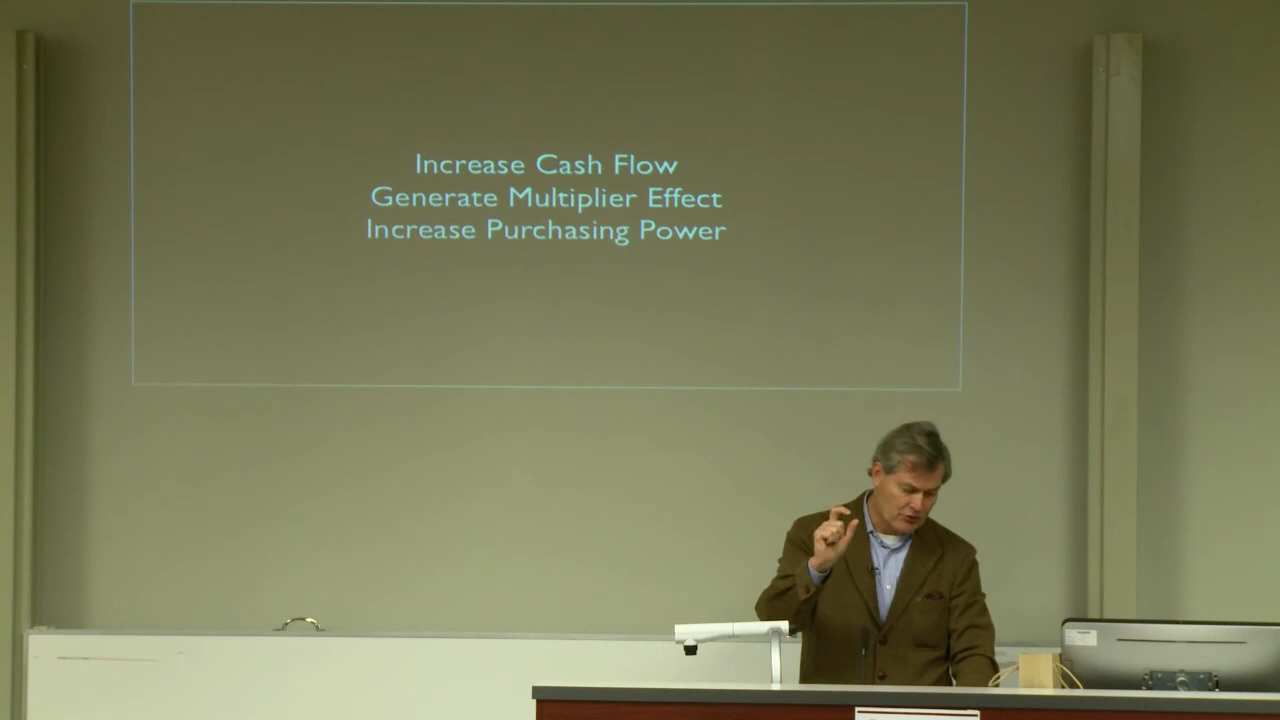 Increase Cash Flow
Generate Multiplier Effect
Increase Purchasing Power